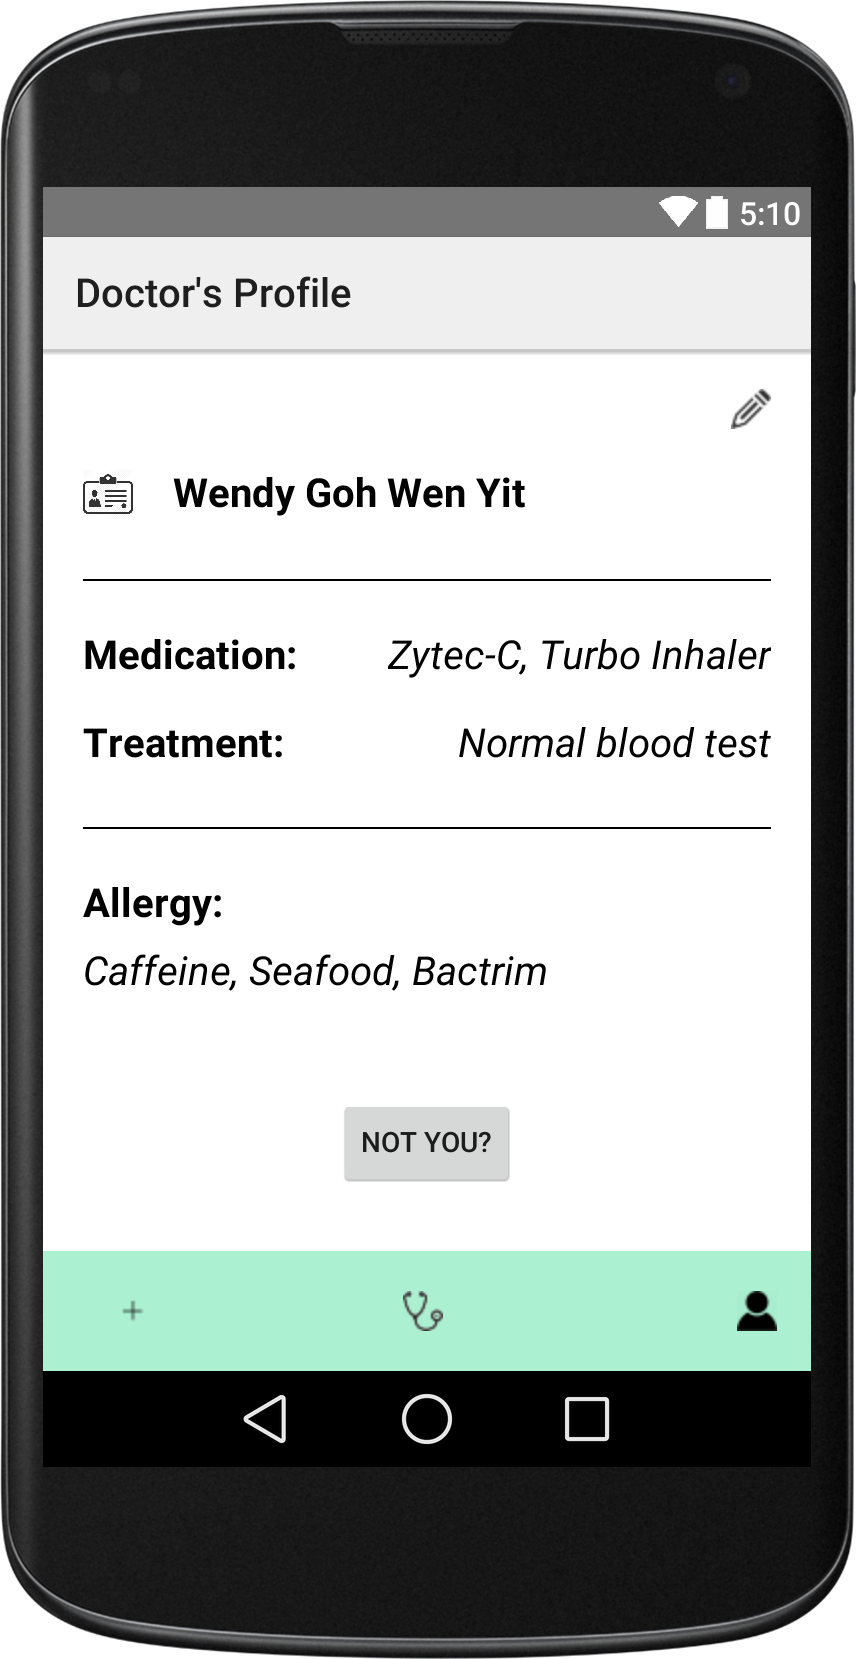 5:10
Doctor's Profile
Wendy Goh Wen Yit
Medication: Zytec-C, Turbo Inhaler
Treatment: Normal blood test
Allergy:
Caffeine, Seafood, Bactrim
NOT YOU?